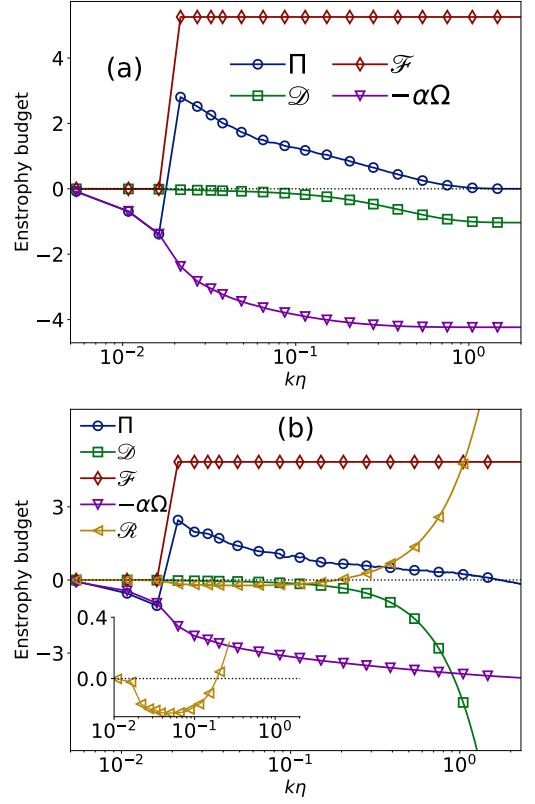 (a)
Π
ℱ
𝒟
−αΩ
Enstrophy budget
4
2
0
−2
−4
10⁻²
10⁻¹
10⁰
kη
(b)
Π
𝒟
ℱ
−αΩ
ℛ
Enstrophy budget
3
0
−3
0.4
0.0
10⁻²
10⁻¹
10⁰
10⁻²
10⁻¹
10⁰
kη